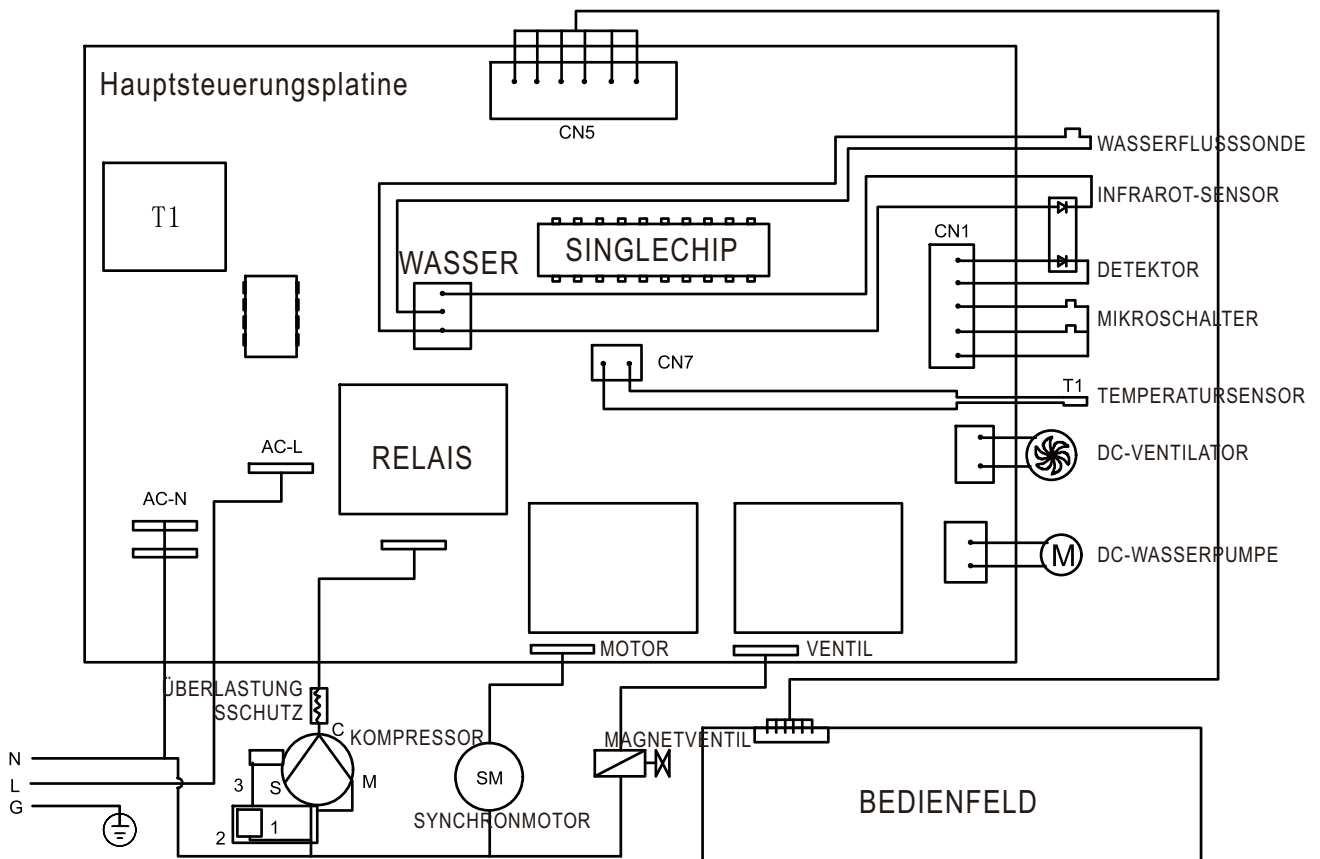 Hauptsteuerungsplatine
CN5
WASSERFLUSSSONDE
INFRAROT-SENSOR
T1
CN1
SINGLECHIP
WASSER
DETEKTOR
MIKROSCHALTER
CN7
T1
TEMPERATURSENSOR
AC-L
RELAIS
DC-VENTILATOR
AC-N
M
DC-WASSERPUMPE
MOTOR
VENTIL
ÜBERLASTUNG
SSCHUTZ
C
KOMPRESSOR
MAGNETVENTIL
N
L
G
3
S
M
SM
2
1
SYNCHRONMOTOR
BEDIENFELD